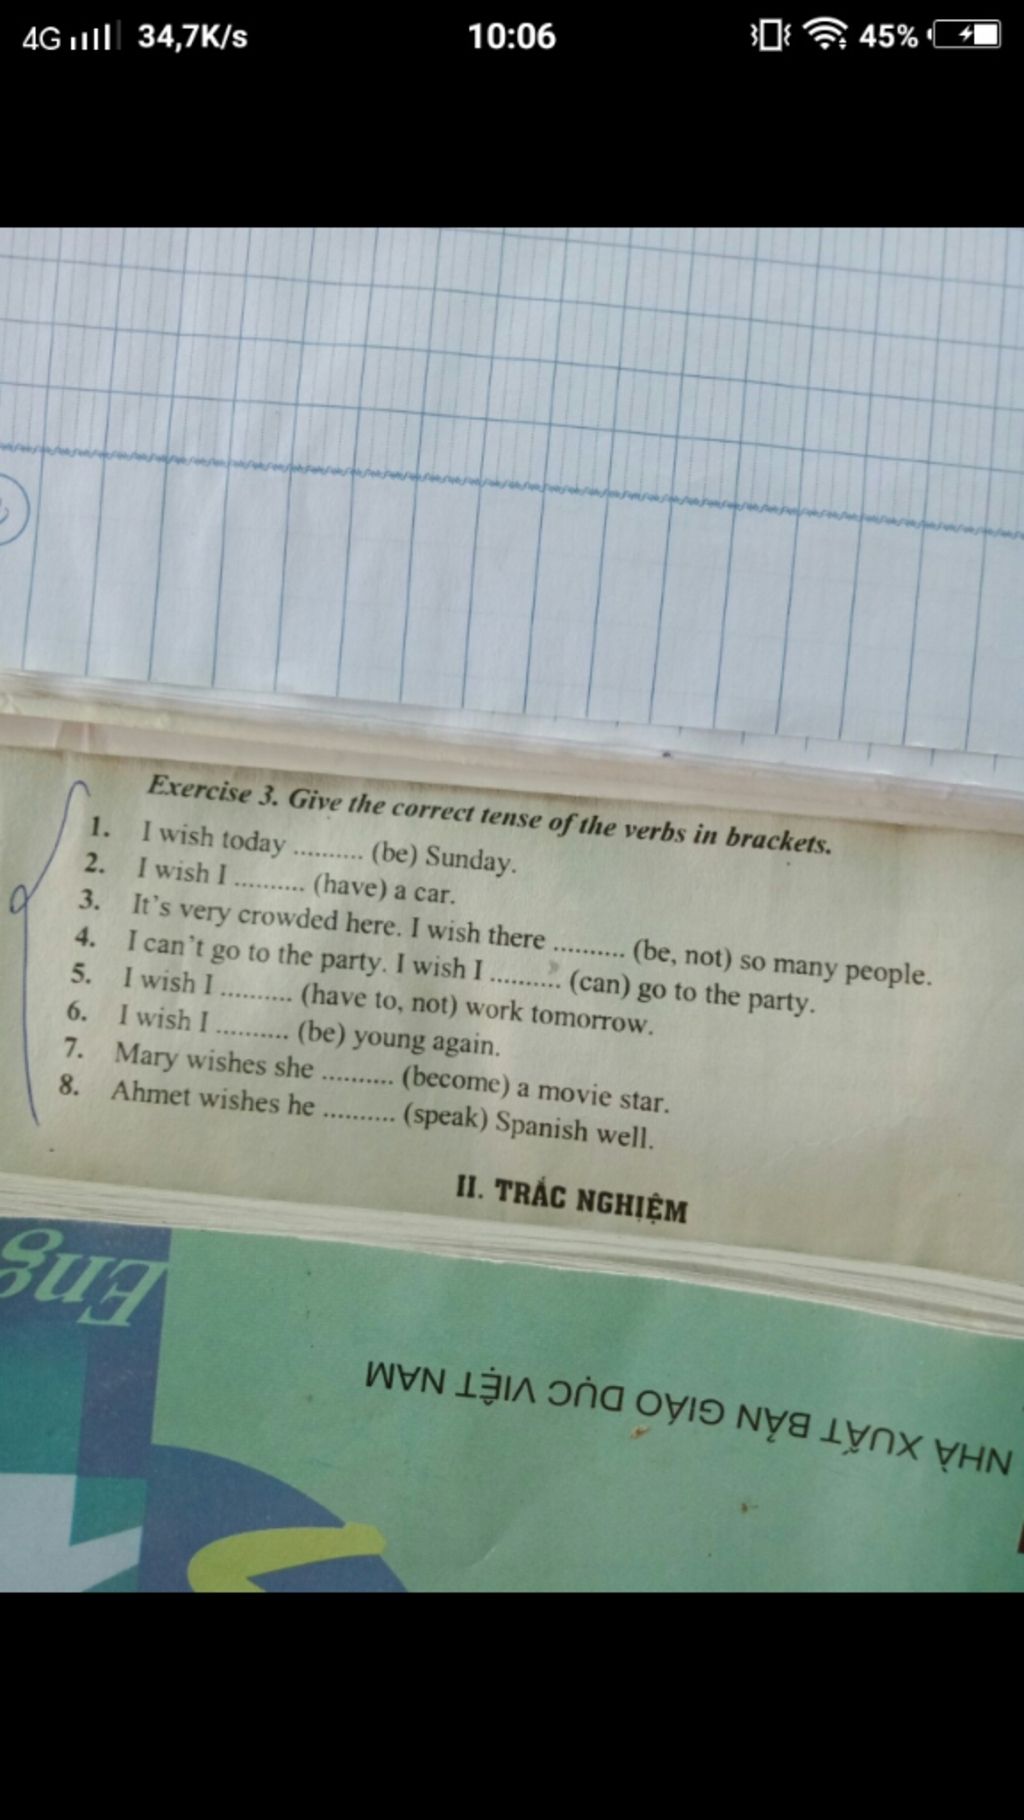 4G 34,7K/s 10:06 45%
Exercise 3. Give the correct tense of the verbs in brackets.
1. I wish today .......... (be) Sunday.
2. I wish I .......... (have) a car.
3. It's very crowded here. I wish there .......... (be, not) so many people.
4. I can't go to the party. I wish I .......... (can) go to the party.
5. I wish I .......... (have to, not) work tomorrow.
6. I wish I .......... (be) young again.
7. Mary wishes she .......... (become) a movie star.
8. Ahmet wishes he .......... (speak) Spanish well.
II. TRẮC NGHIỆM
Eng
NHÀ XUẤT BẢN GIÁO DỤC VIỆT NAM